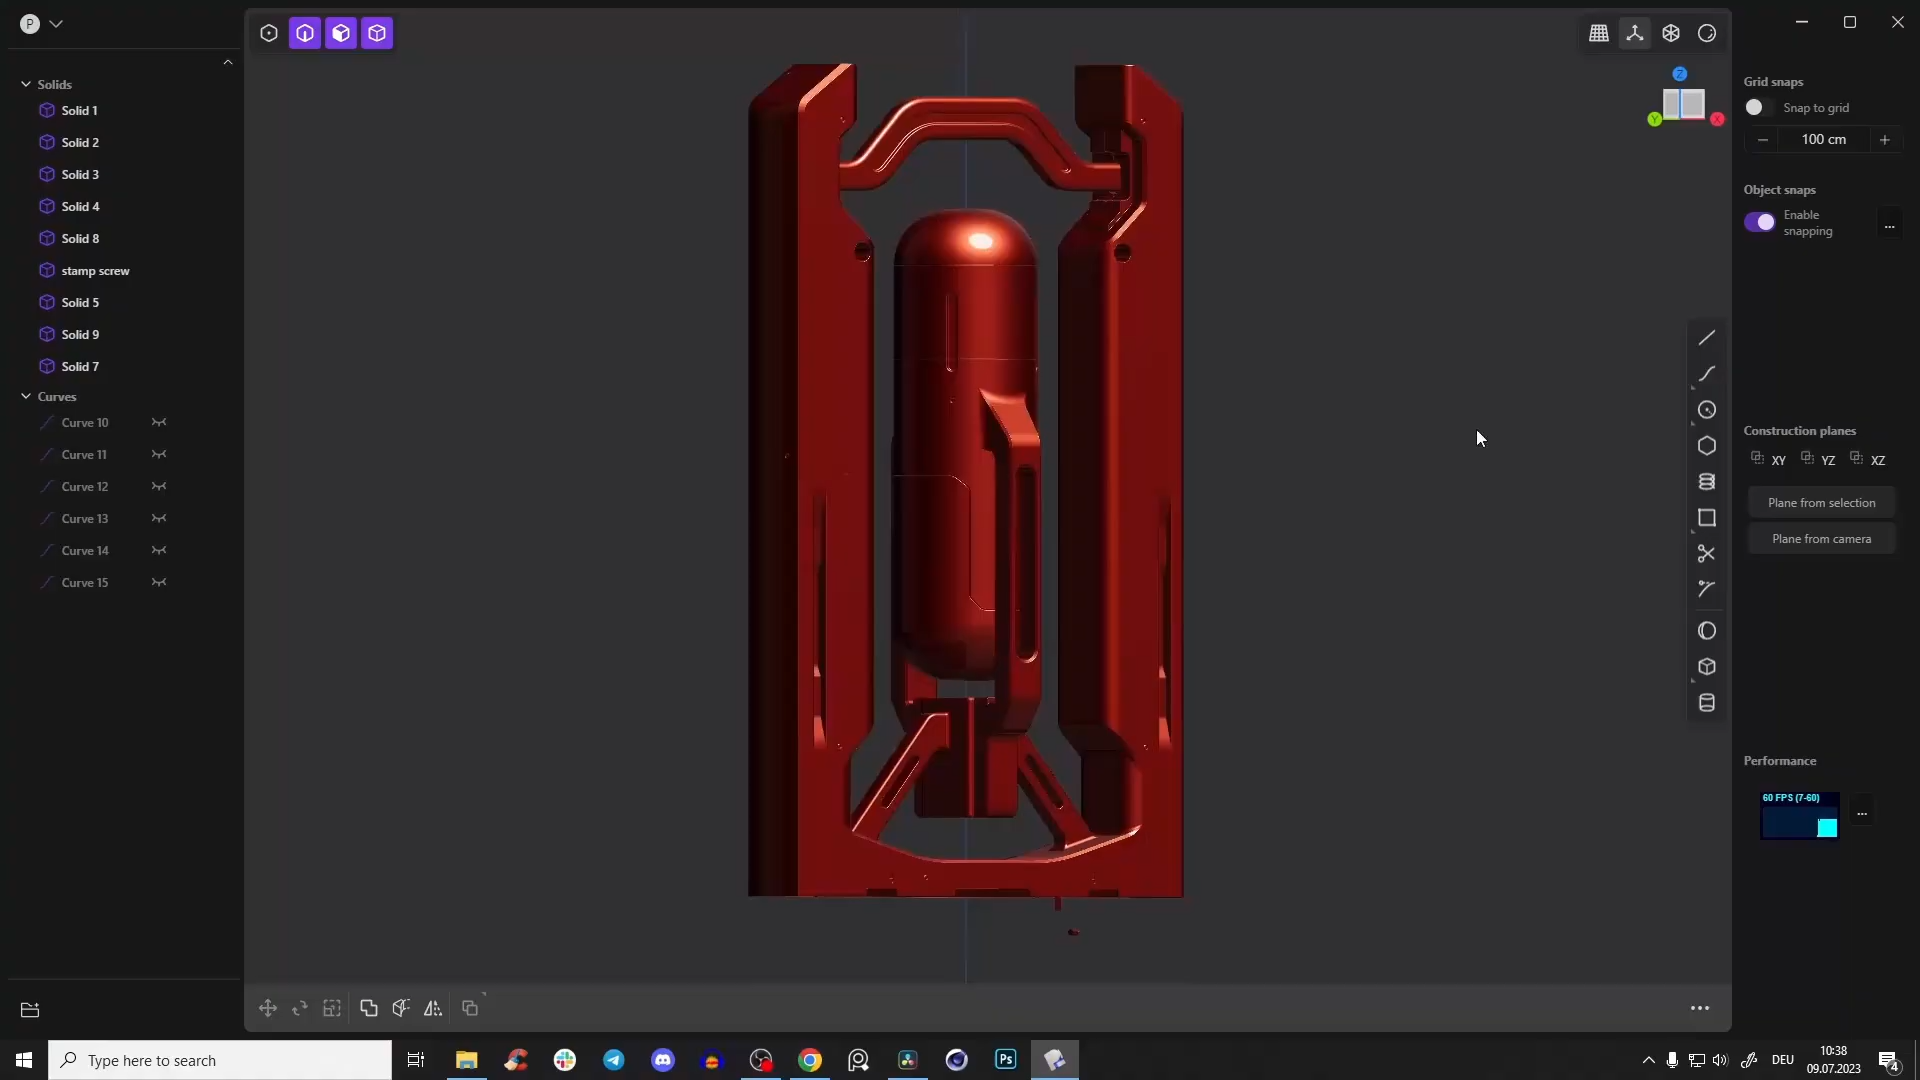 P
Solids
Solid 1
Solid 2
Solid 3
Solid 4
Solid 8
stamp screw
Solid 5
Solid 9
Solid 7
Curves
Curve 10
Curve 11
Curve 12
Curve 13
Curve 14
Curve 15
Z
Y
X
Grid snaps
Snap to grid
100 cm
Object snaps
Enable
snapping
...
Construction planes
XY
YZ
XZ
Plane from selection
Plane from camera
Performance
60 FPS (7-60)
...
Type here to search
Ps
DEU
10:38
09.07.2023
4